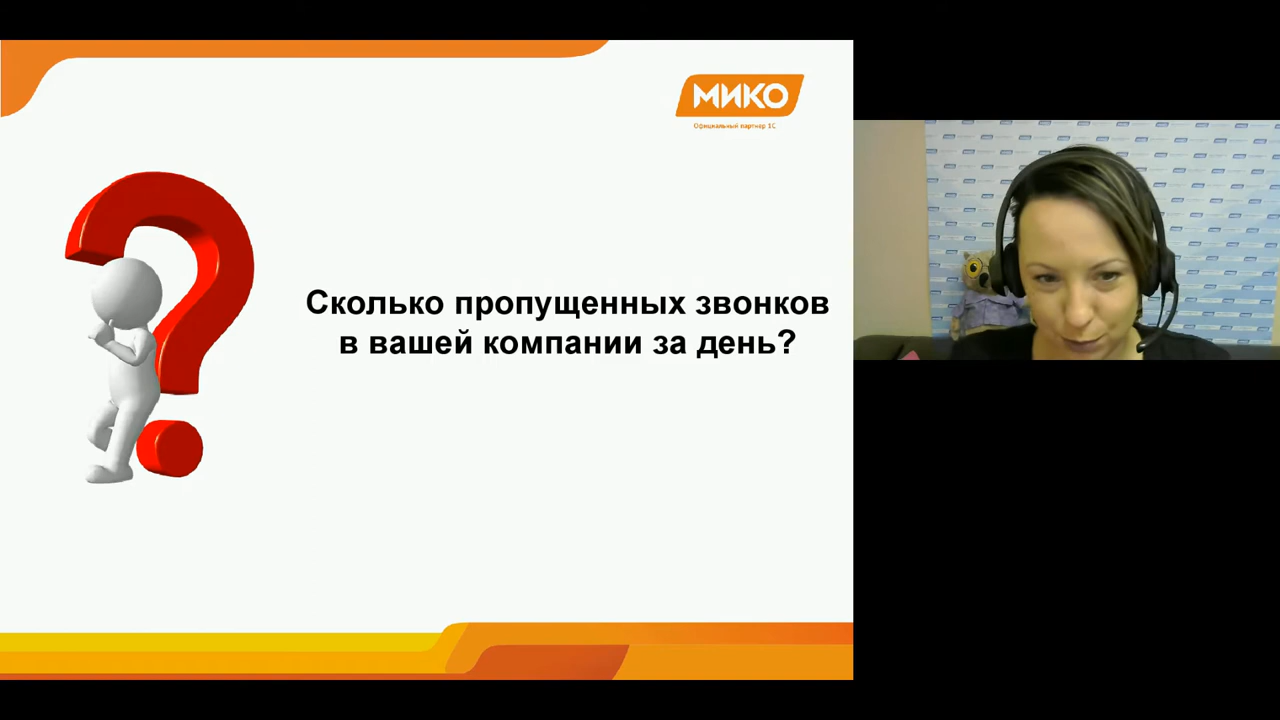 МИКО
Официальный партнер 1С
Сколько пропущенных звонков
в вашей компании за день?